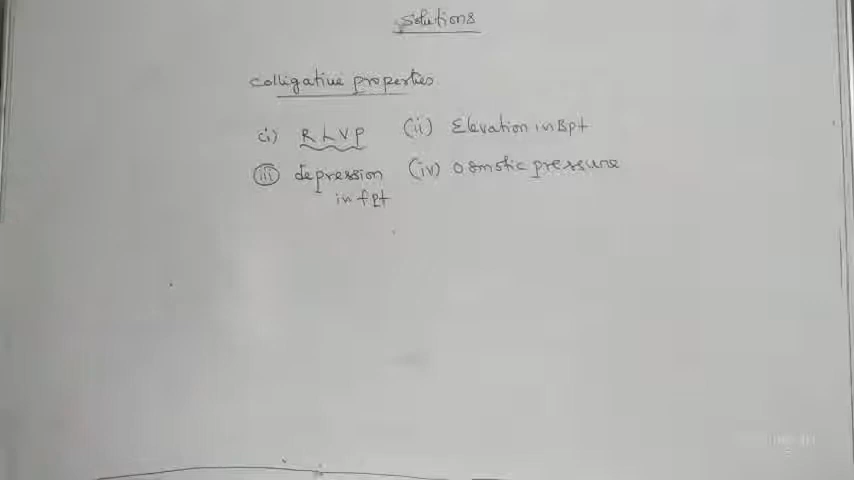 Solutions
Colligative properties
(i) RLVP (ii) Elevation in Bpt
(iii) depression (iv) Osmotic pressure
in fpt